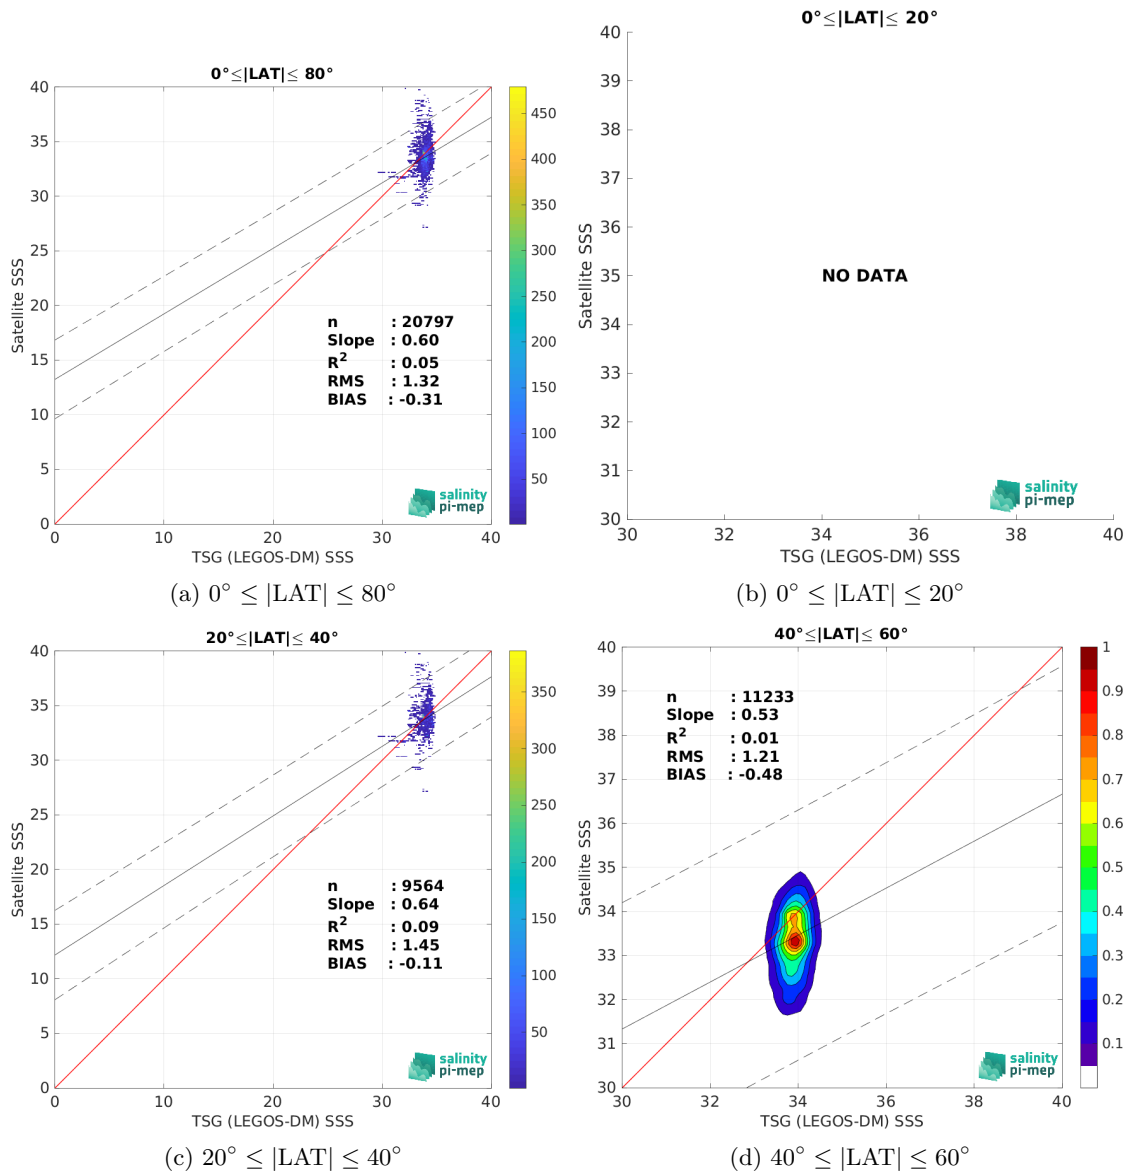 0°≤|LAT|≤ 80°
40
35
30
25
20
15
10
5
0
Satellite SSS
n : 20797
Slope : 0.60
R² : 0.05
RMS : 1.32
BIAS : -0.31
salinity
pi-mep
0 10 20 30 40
TSG (LEGOS-DM) SSS
450
400
350
300
250
200
150
100
50
(a) 0° ≤ |LAT| ≤ 80°
0°≤|LAT|≤ 20°
40
39
38
37
36
35
34
33
32
31
30
Satellite SSS
NO DATA
salinity
pi-mep
30 32 34 36 38 40
TSG (LEGOS-DM) SSS
(b) 0° ≤ |LAT| ≤ 20°
20°≤|LAT|≤ 40°
40
35
30
25
20
15
10
5
0
Satellite SSS
n : 9564
Slope : 0.64
R² : 0.09
RMS : 1.45
BIAS : -0.11
salinity
pi-mep
0 10 20 30 40
TSG (LEGOS-DM) SSS
350
300
250
200
150
100
50
(c) 20° ≤ |LAT| ≤ 40°
40°≤|LAT|≤ 60°
40
39
38
37
36
35
34
33
32
31
30
Satellite SSS
n : 11233
Slope : 0.53
R² : 0.01
RMS : 1.21
BIAS : -0.48
salinity
pi-mep
30 32 34 36 38 40
TSG (LEGOS-DM) SSS
1
0.9
0.8
0.7
0.6
0.5
0.4
0.3
0.2
0.1
(d) 40° ≤ |LAT| ≤ 60°